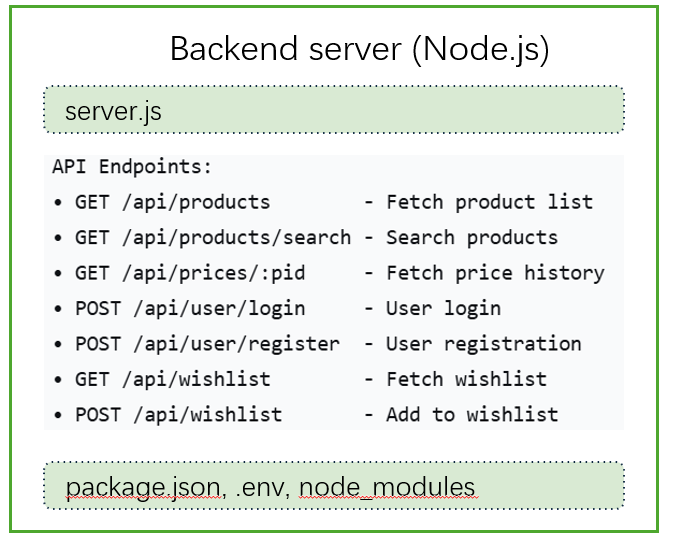 Backend server (Node.js)
server.js
API Endpoints:
• GET /api/products - Fetch product list
• GET /api/products/search - Search products
• GET /api/prices/:pid - Fetch price history
• POST /api/user/login - User login
• POST /api/user/register - User registration
• GET /api/wishlist - Fetch wishlist
• POST /api/wishlist - Add to wishlist
package.json, .env, node_modules